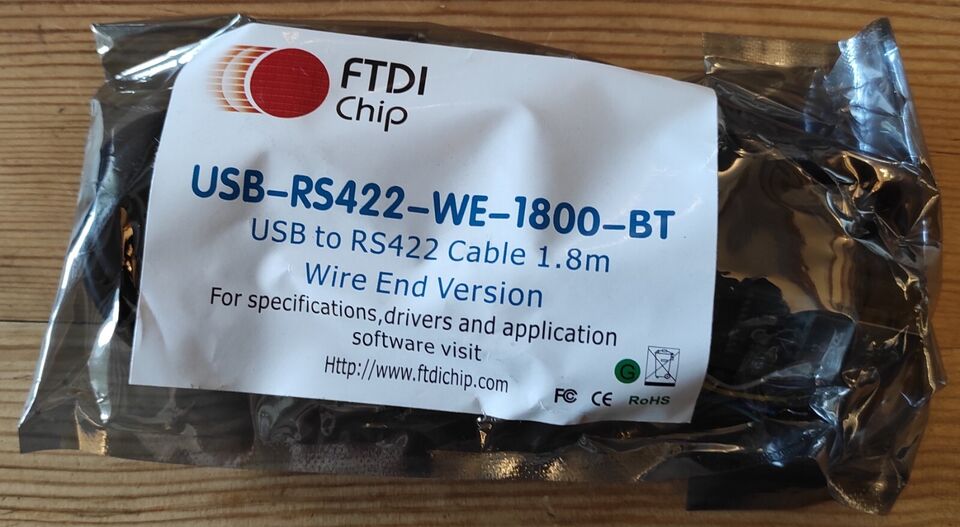 FTDI
Chip
USB-RS422-WE-1800-BT
USB to RS422 Cable 1.8m
Wire End Version
For specifications,drivers and application
software visit
Http://www.ftdichip.com
G
FC CE RoHS